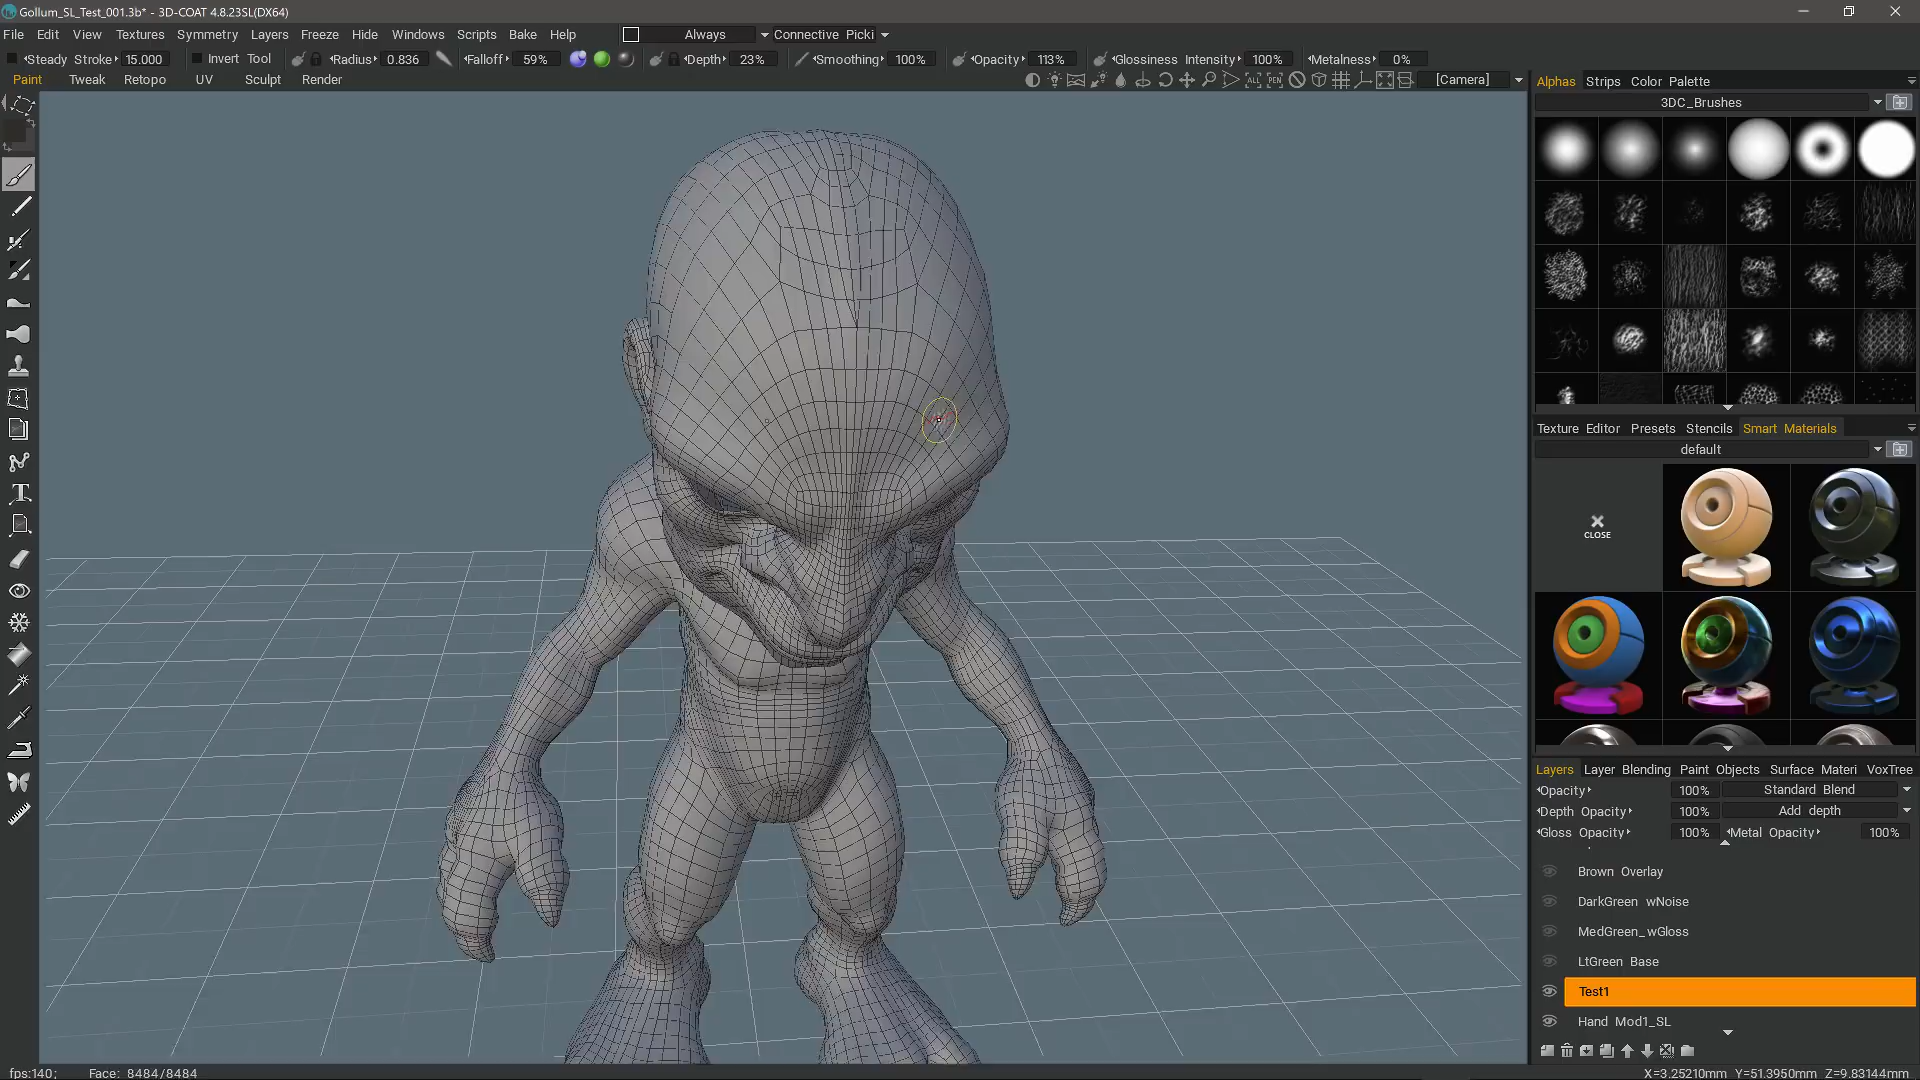 Gollum_SL_Test_001.3b* - 3D-COAT 4.8.23SL(DX64)
File Edit View Textures Symmetry Layers Freeze Hide Windows Scripts Bake Help Always Connective Picki
Steady Stroke 15.000 Invert Tool Radius 0.836 Falloff 59% Depth 23% Smoothing 100% Opacity 113% Glossiness Intensity 100% Metalness 0%
Paint Tweak Retopo UV Sculpt Render ALL PEN [Camera]
Alphas Strips Color Palette
3DC_Brushes
Texture Editor Presets Stencils Smart Materials
default
CLOSE
Layers Layer Blending Paint Objects Surface Materi VoxTree
Opacity 100% Standard Blend
Depth Opacity 100% Add depth
Gloss Opacity 100% Metal Opacity 100%
Brown Overlay
DarkGreen wNoise
MedGreen_wGloss
LtGreen Base
Test1
Hand Mod1_SL
fps:140; Face: 8484/8484 X=3.25210mm Y=51.3950mm Z=9.83144mm